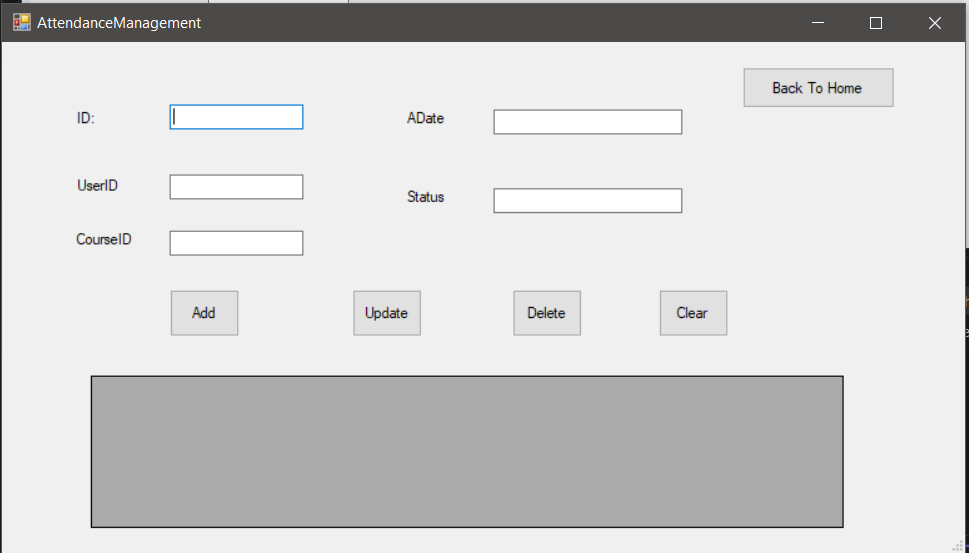 AttendanceManagement
Back To Home
ID:
ADate
UserID
Status
CourseID
Add Update Delete Clear